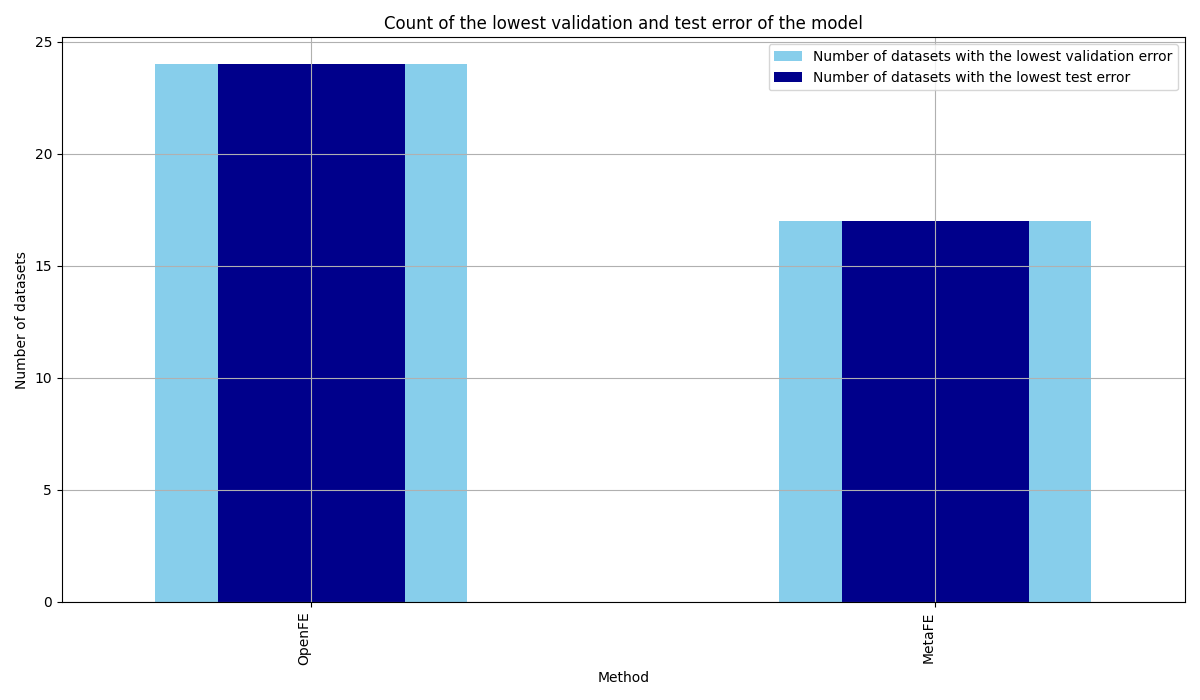 Count of the lowest validation and test error of the model
25
20
15
10
5
0
Number of datasets
Number of datasets with the lowest validation error
Number of datasets with the lowest test error
OpenFE
MetaFE
Method